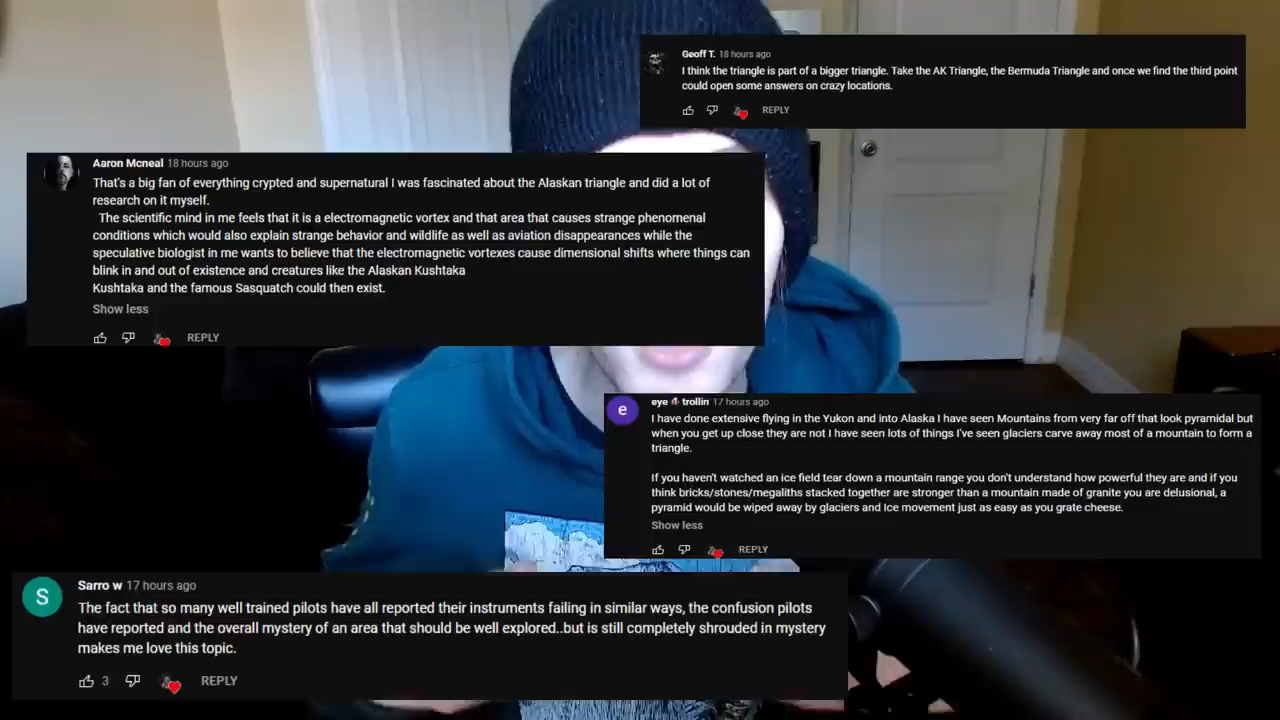 Geoff T. 18 hours ago
I think the triangle is part of a bigger triangle. Take the AK Triangle, the Bermuda Triangle and once we find the third point
could open some answers on crazy locations.
REPLY
Aaron Mcneal 18 hours ago
That's a big fan of everything crypted and supernatural I was fascinated about the Alaskan triangle and did a lot of
research on it myself.
The scientific mind in me feels that it is a electromagnetic vortex and that area that causes strange phenomenal
conditions which would also explain strange behavior and wildlife as well as aviation disappearances while the
speculative biologist in me wants to believe that the electromagnetic vortexes cause dimensional shifts where things can
blink in and out of existence and creatures like the Alaskan Kushtaka
Kushtaka and the famous Sasquatch could then exist.
Show less
REPLY
e
eye trollin 17 hours ago
I have done extensive flying in the Yukon and into Alaska I have seen Mountains from very far off that look pyramidal but
when you get up close they are not I have seen lots of things I've seen glaciers carve away most of a mountain to form a
triangle.
If you haven't watched an ice field tear down a mountain range you don't understand how powerful they are and if you
think bricks/stones/megaliths stacked together are stronger than a mountain made of granite you are delusional, a
pyramid would be wiped away by glaciers and Ice movement just as easy as you grate cheese.
Show less
REPLY
S
Sarro w 17 hours ago
The fact that so many well trained pilots have all reported their instruments failing in similar ways, the confusion pilots
have reported and the overall mystery of an area that should be well explored..but is still completely shrouded in mystery
makes me love this topic.
3 REPLY